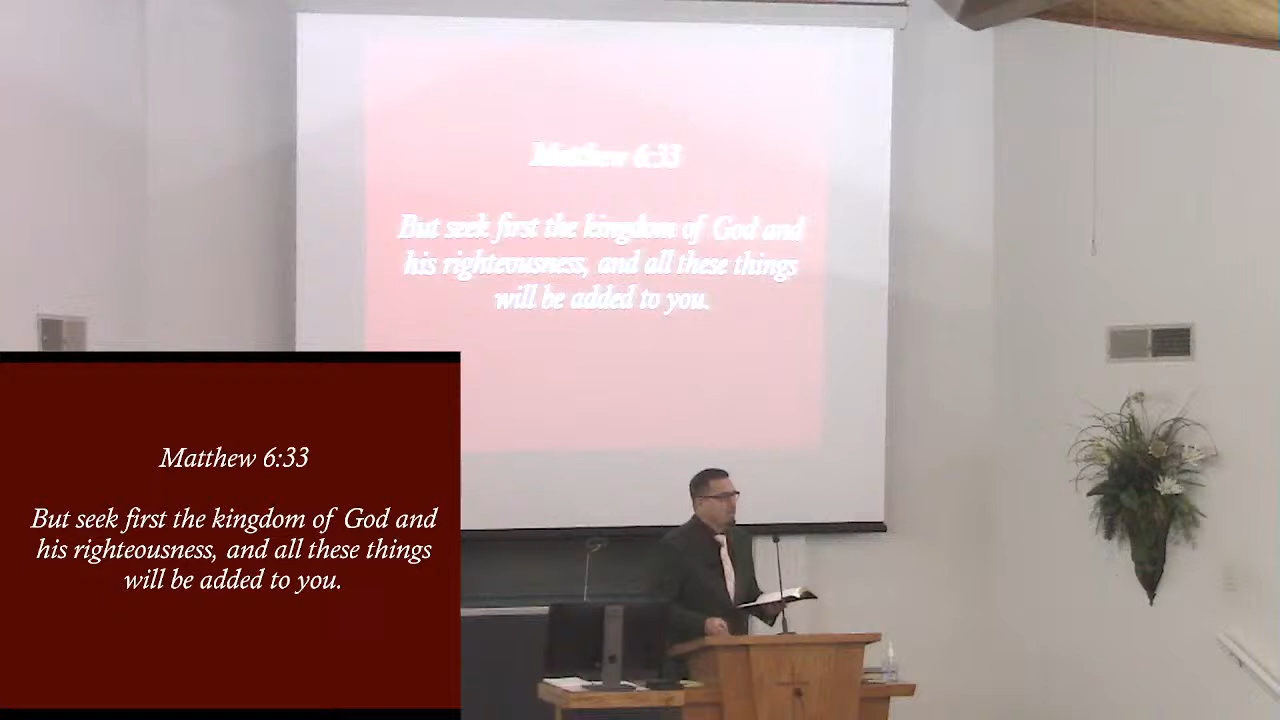 Matthew 6:33
But seek first the kingdom of God and
his righteousness, and all these things
will be added to you.
Matthew 6:33
But seek first the kingdom of God and
his righteousness, and all these things
will be added to you.